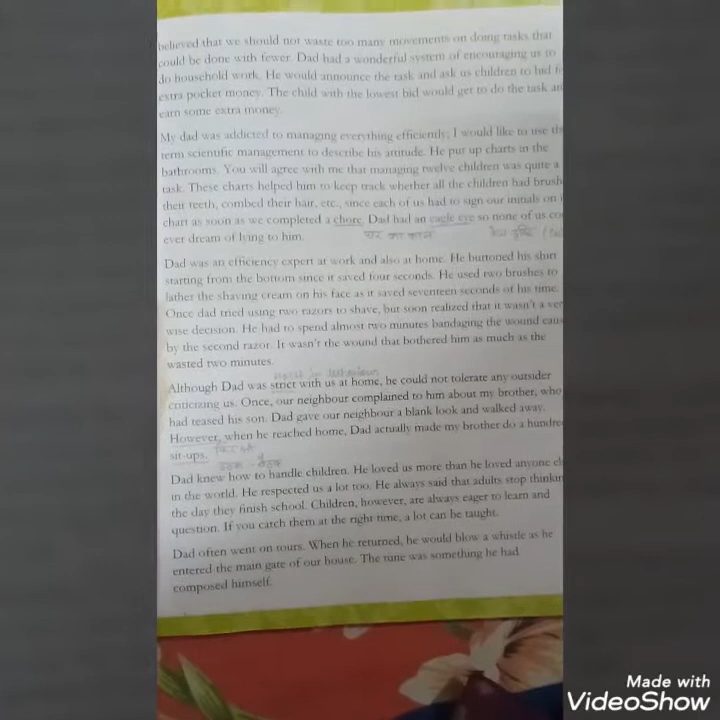 believed that we should not waste too many movements on doing tasks that
could be done with fewer. Dad had a wonderful system of encouraging us to
do household work. He would announce the task and ask us children to bid
extra pocket money. The child with the lowest bid would get to do the task
earn some extra money.
My dad was addicted to managing everything efficiently; I would like to use
term scientific management to describe his attitude. He put up charts in the
bathrooms. You will agree with me that managing twelve children was quite a
task. These charts helped him to keep track whether all the children had brush
their teeth, combed their hair, etc., since each of us had to sign our initials on
chart as soon as we completed a chore. Dad had an eagle eye so none of us
घर का काम
ever dream of lying to him.
Dad was an efficiency expert at work and also at home. He buttoned his shirt
starting from the bottom since it saved four seconds. He used two brushes to
lather the shaving cream on his face as it saved seventeen seconds of his time.
Once dad tried using two razors to shave, but soon realized that it wasn't a
wise decision. He had to spend almost two minutes bandaging the wound
by the second razor. It wasn't the wound that bothered him as much as the
wasted two minutes.
Although Dad was strict with us at home, he could not tolerate any outsider
criticizing us. Once, our neighbour complained to him about my brother, who
had teased his son. Dad gave our neighbour a blank look and walked away.
However, when he reached home, Dad actually made my brother do a hundre
फिर भी
sit-ups.
उठक - बैठक
Dad knew how to handle children. He loved us more than he loved anyone
in the world. He respected us a lot too. He always said that adults stop thinkin
the day they finish school. Children, however, are always eager to learn and
question. If you catch them at the right time, a lot can be taught.
Dad often went on tours. When he returned, he would blow a whistle as he
entered the main gate of our house. The tune was something he had
composed himself.
Made with
VideoShow